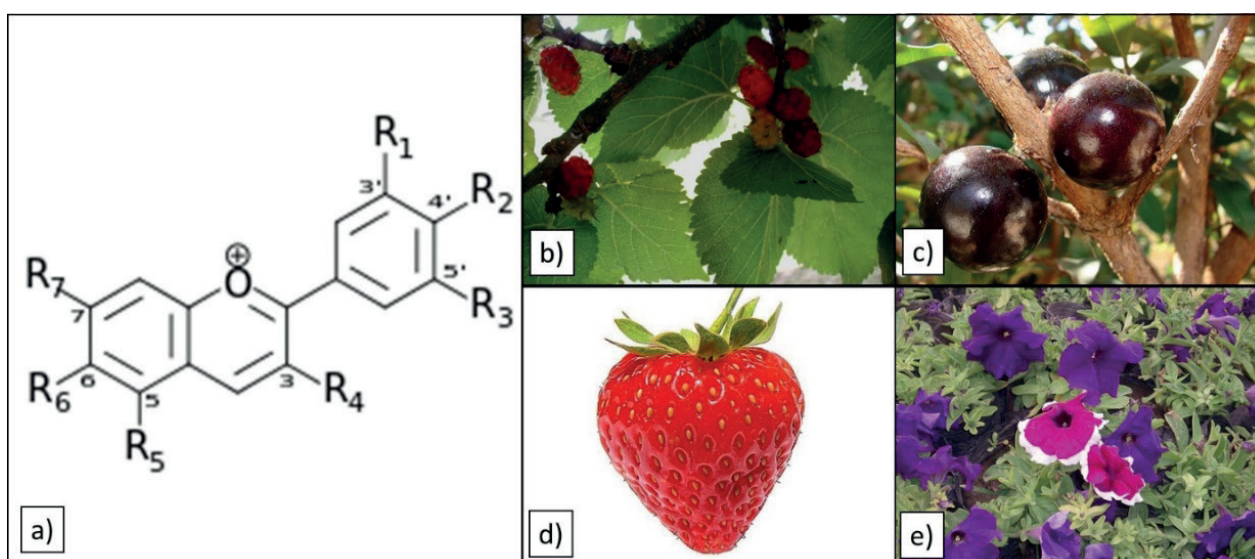 R₁
3'
4'
R₂
⊕
O
5'
R₃
R₇
7
R₆
6
5
3
R₄
R₅
a)
b)
c)
d)
e)